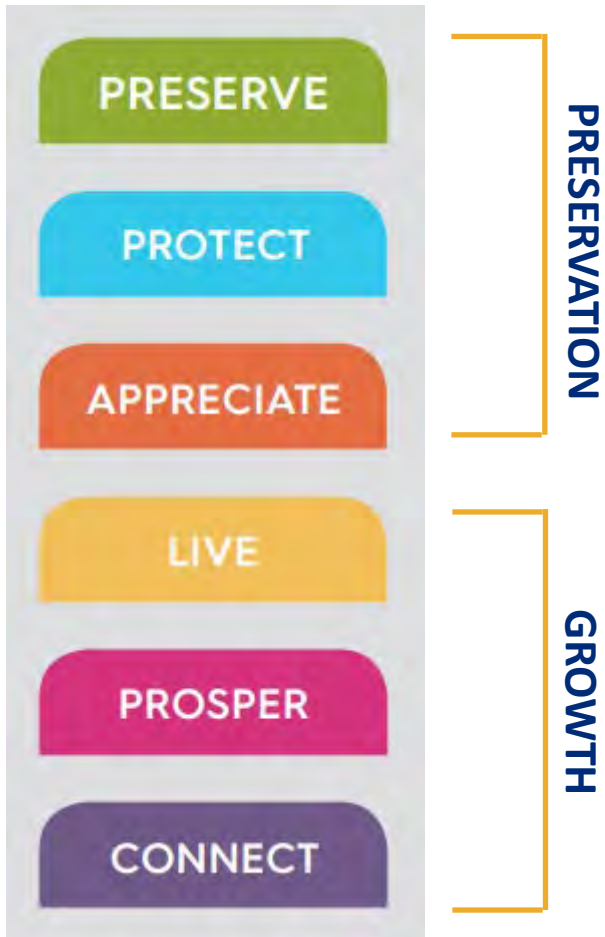 PRESERVE
PROTECT
APPRECIATE
PRESERVATION
LIVE
PROSPER
CONNECT
GROWTH